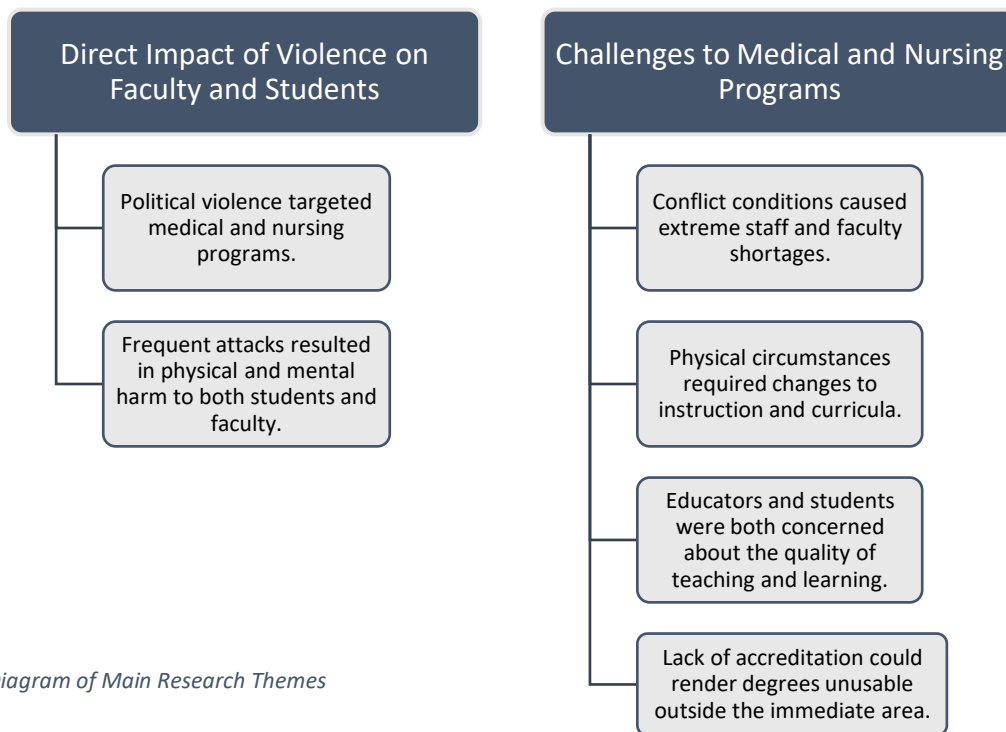 Direct Impact of Violence on
Faculty and Students
Political violence targeted
medical and nursing
programs.
Frequent attacks resulted
in physical and mental
harm to both students and
faculty.
Challenges to Medical and Nursing
Programs
Conflict conditions caused
extreme staff and faculty
shortages.
Physical circumstances
required changes to
instruction and curricula.
Educators and students
were both concerned
about the quality of
teaching and learning.
Lack of accreditation could
render degrees unusable
outside the immediate area.
of Main Research Themes